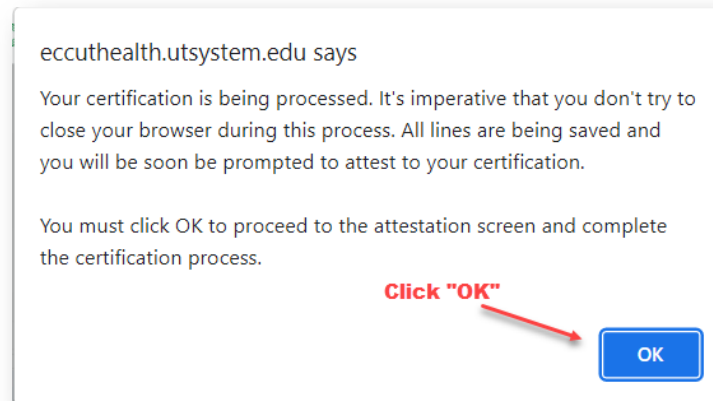 eccuthealth.utsystem.edu says
Your certification is being processed. It's imperative that you don't try to
close your browser during this process. All lines are being saved and
you will be soon be prompted to attest to your certification.
You must click OK to proceed to the attestation screen and complete
the certification process.
Click "OK"
OK